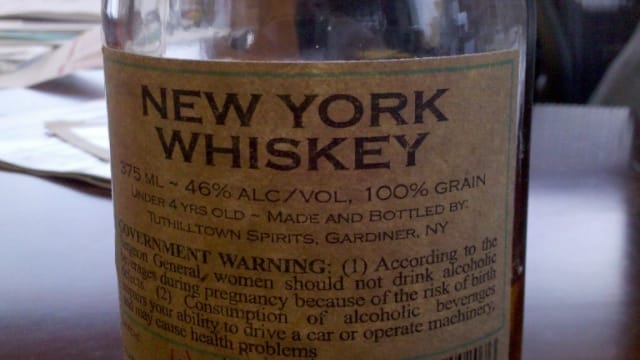 NEW YORK
WHISKEY
375 ML ~ 46% ALC/VOL, 100% GRAIN
UNDER 4 YRS OLD ~ MADE AND BOTTLED BY:
TUTHILLTOWN SPIRITS, GARDINER, NY
GOVERNMENT WARNING: (1) According to the
Surgeon General, women should not drink alcoholic
beverages during pregnancy because of the risk of birth
defects. (2) Consumption of alcoholic beverages
impairs your ability to drive a car or operate machinery,
and may cause health problems